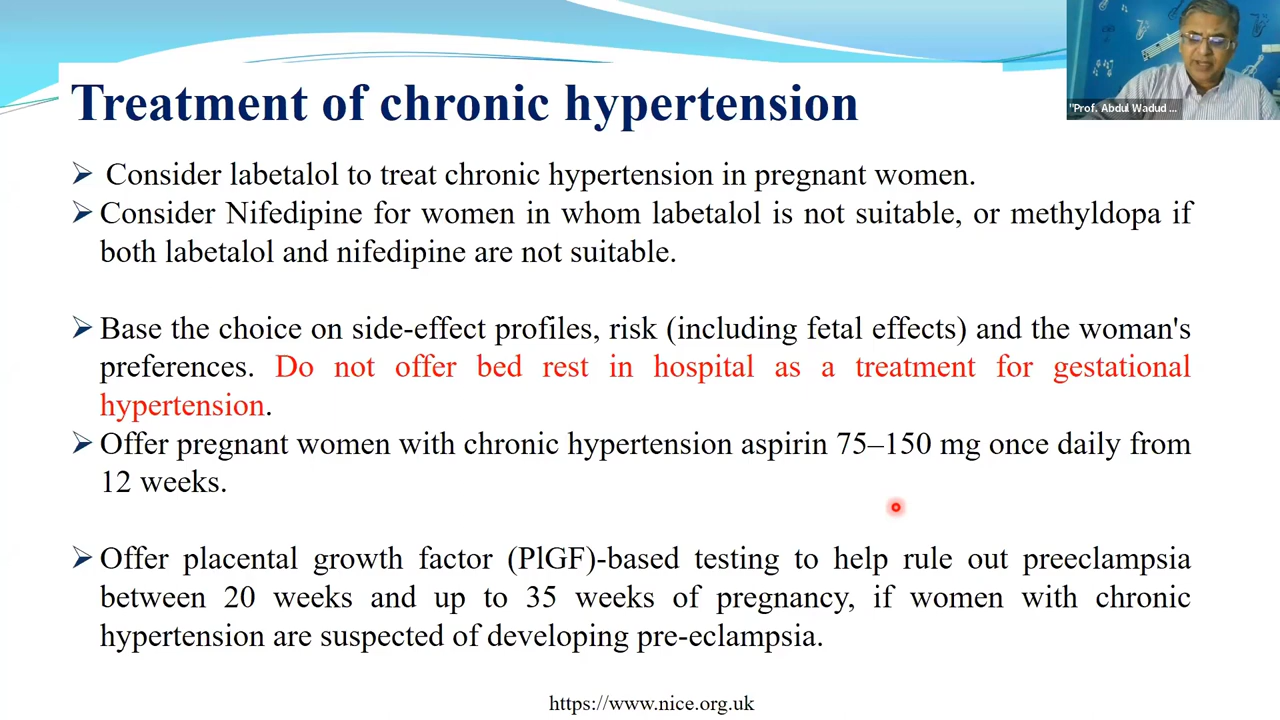 "Prof. Abdul Wadud ...
Treatment of chronic hypertension
➢ Consider labetalol to treat chronic hypertension in pregnant women.
➢ Consider Nifedipine for women in whom labetalol is not suitable, or methyldopa if
both labetalol and nifedipine are not suitable.
➢ Base the choice on side-effect profiles, risk (including fetal effects) and the woman's
preferences. Do not offer bed rest in hospital as a treatment for gestational
hypertension.
➢ Offer pregnant women with chronic hypertension aspirin 75–150 mg once daily from
12 weeks.
➢ Offer placental growth factor (PlGF)-based testing to help rule out preeclampsia
between 20 weeks and up to 35 weeks of pregnancy, if women with chronic
hypertension are suspected of developing pre-eclampsia.
https://www.nice.org.uk